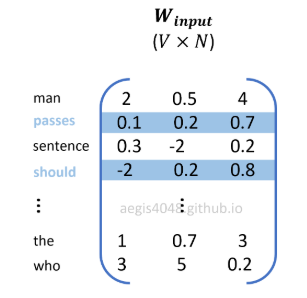 W_input
(V × N)
man 2 0.5 4
passes 0.1 0.2 0.7
sentence 0.3 -2 0.2
should -2 0.2 0.8
⋮ aegis4048.github.io ⋮
the 1 0.7 3
who 3 5 0.2